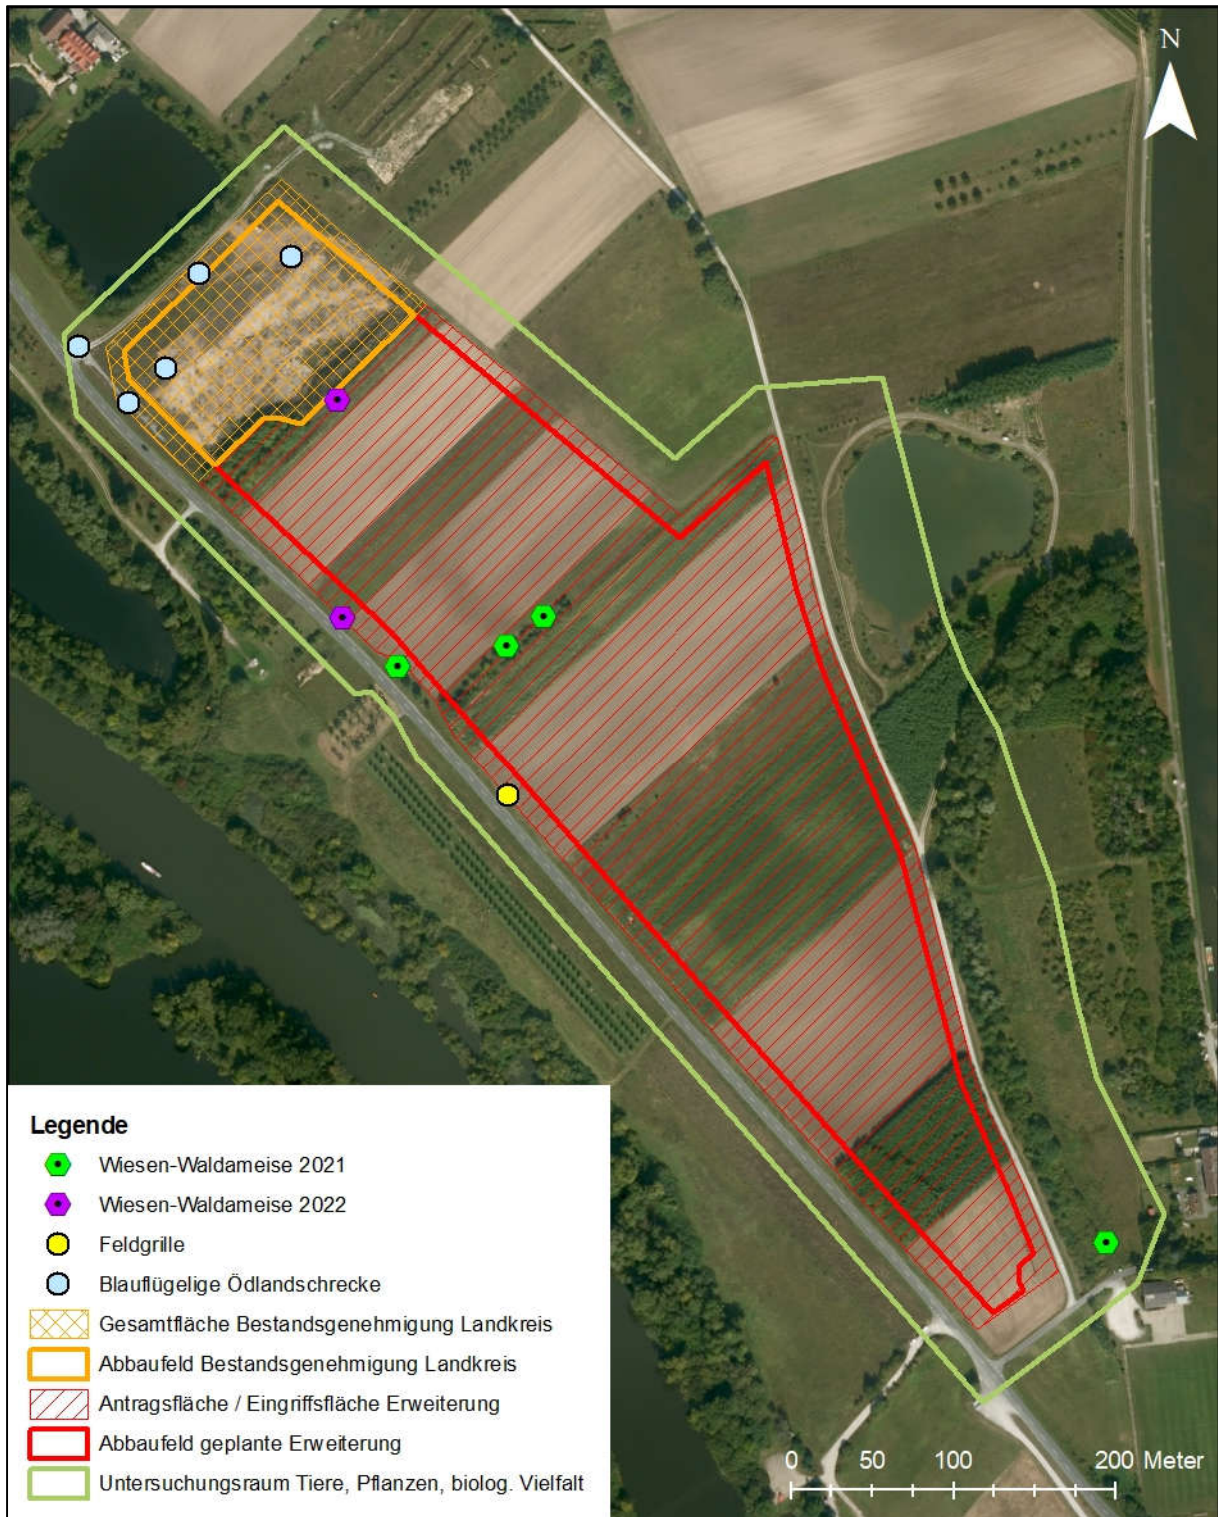 N
Legende
Wiesen-Waldameise 2021
Wiesen-Waldameise 2022
Feldgrille
Blauflügelige Ödlandschrecke
Gesamtfläche Bestandsgenehmigung Landkreis
Abbaufeld Bestandsgenehmigung Landkreis
Antragsfläche / Eingriffsfläche Erweiterung
Abbaufeld geplante Erweiterung
Untersuchungsraum Tiere, Pflanzen, biolog. Vielfalt
0 50 100 200 Meter